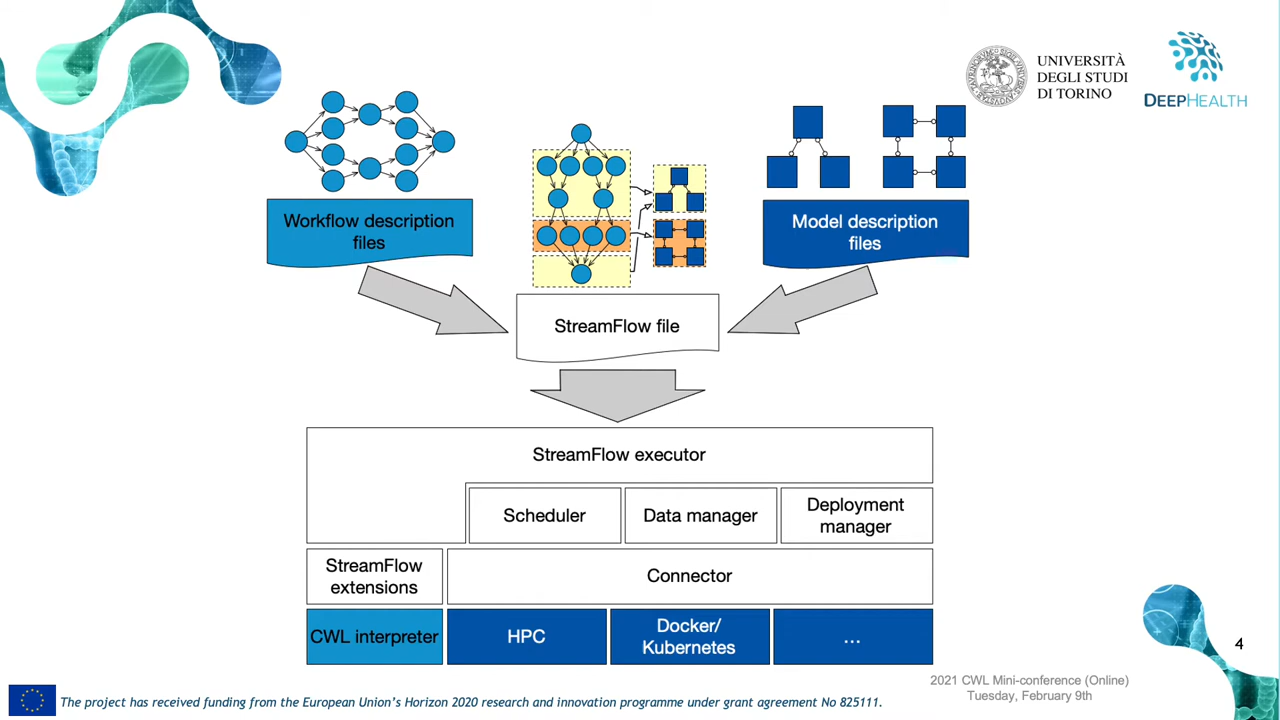 UNIVERSITÀ
DEGLI STUDI
DI TORINO
DEEPHEALTH
Workflow description
files
Model description
files
StreamFlow file
StreamFlow executor
Scheduler
Data manager
Deployment
manager
StreamFlow
extensions
Connector
CWL interpreter
HPC
Docker/
Kubernetes
...
4
2021 CWL Mini-conference (Online)
Tuesday, February 9th
The project has received funding from the European Union’s Horizon 2020 research and innovation programme under grant agreement No 825111.